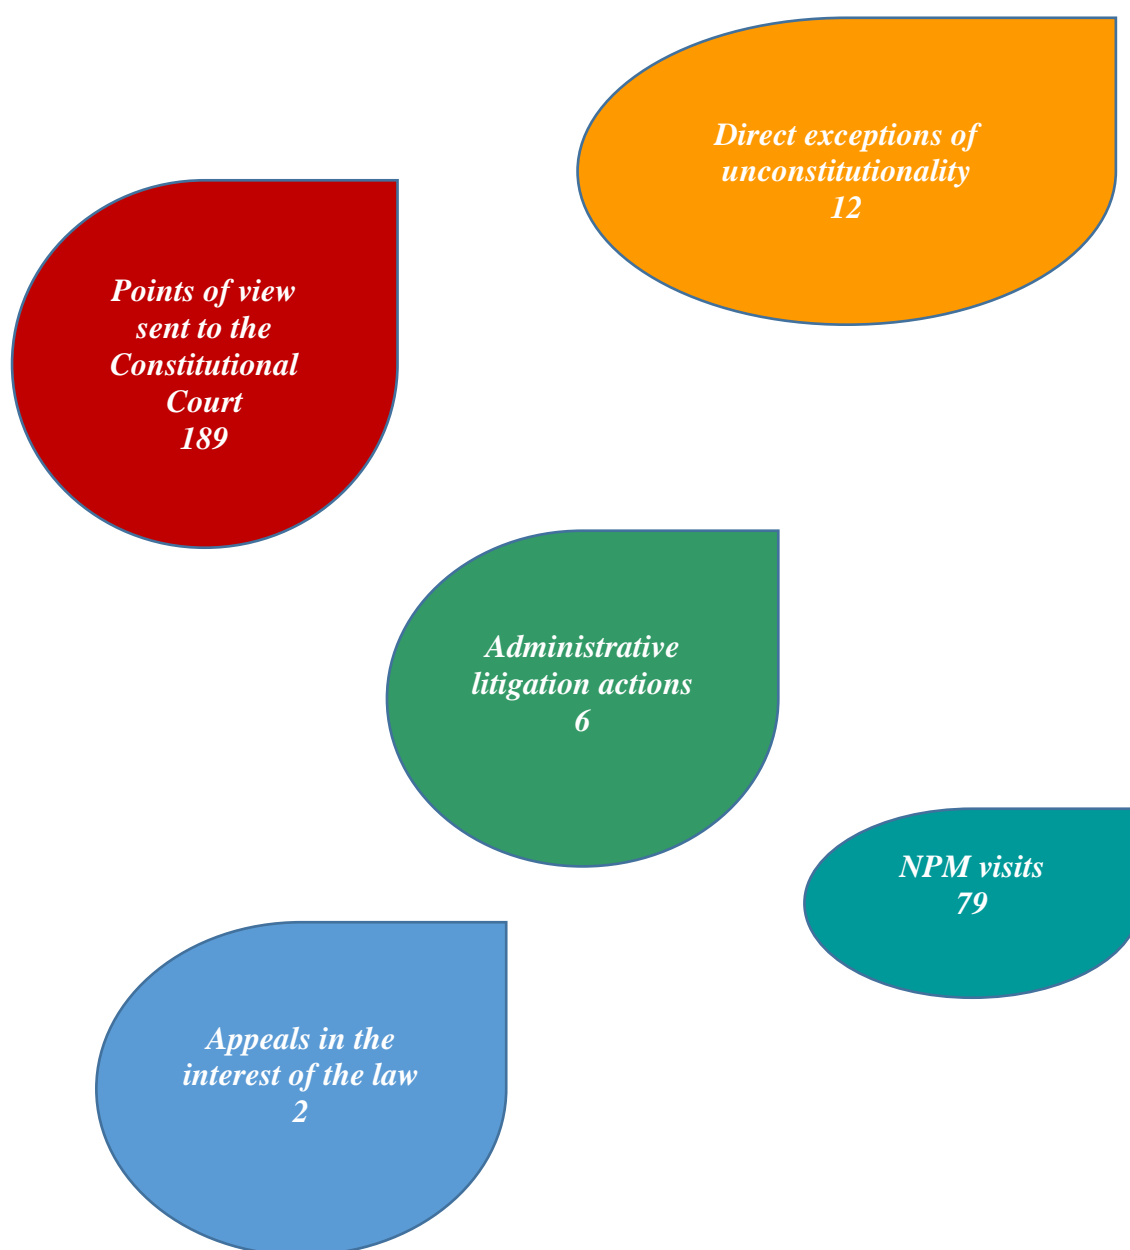 Direct exceptions of
unconstitutionality
12
Points of view
sent to the
Constitutional
Court
189
Administrative
litigation actions
6
NPM visits
79
Appeals in the
interest of the law
2